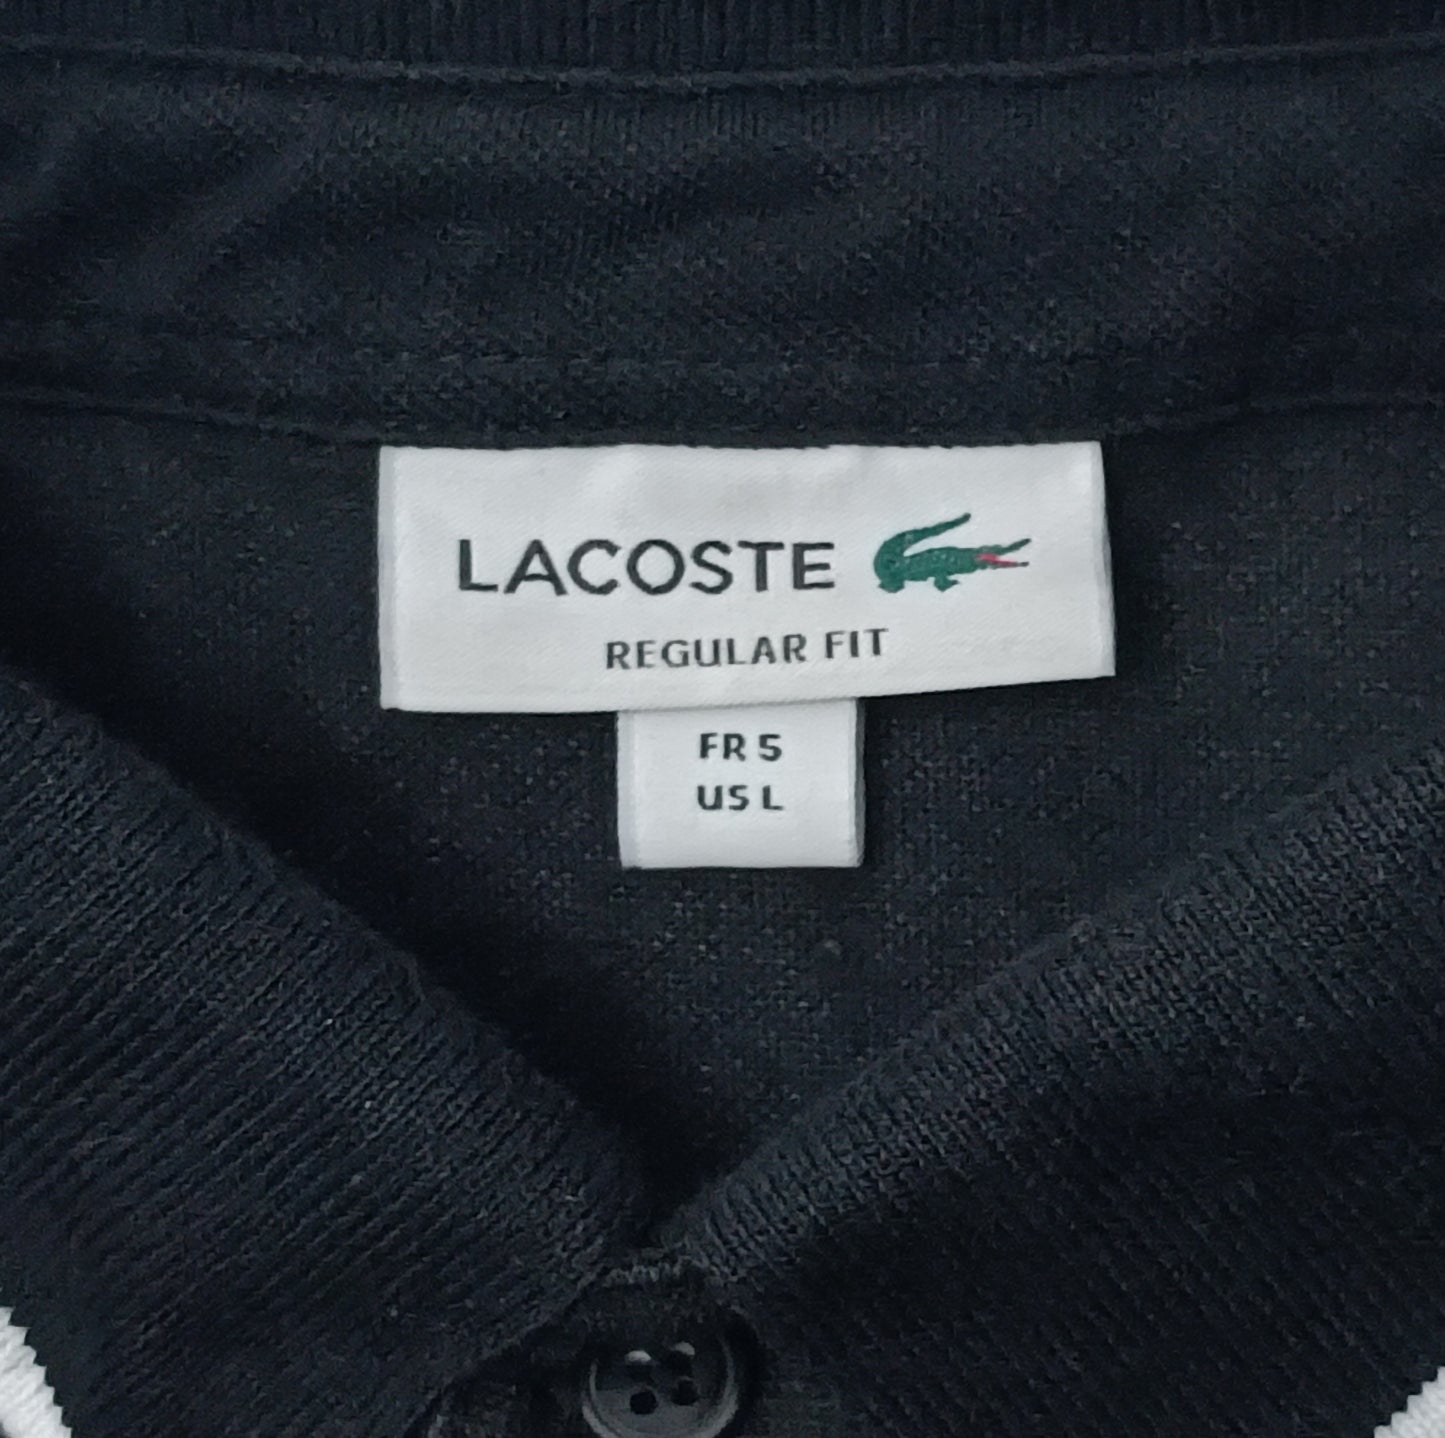 LACOSTE
REGULAR FIT
FR 5
US L